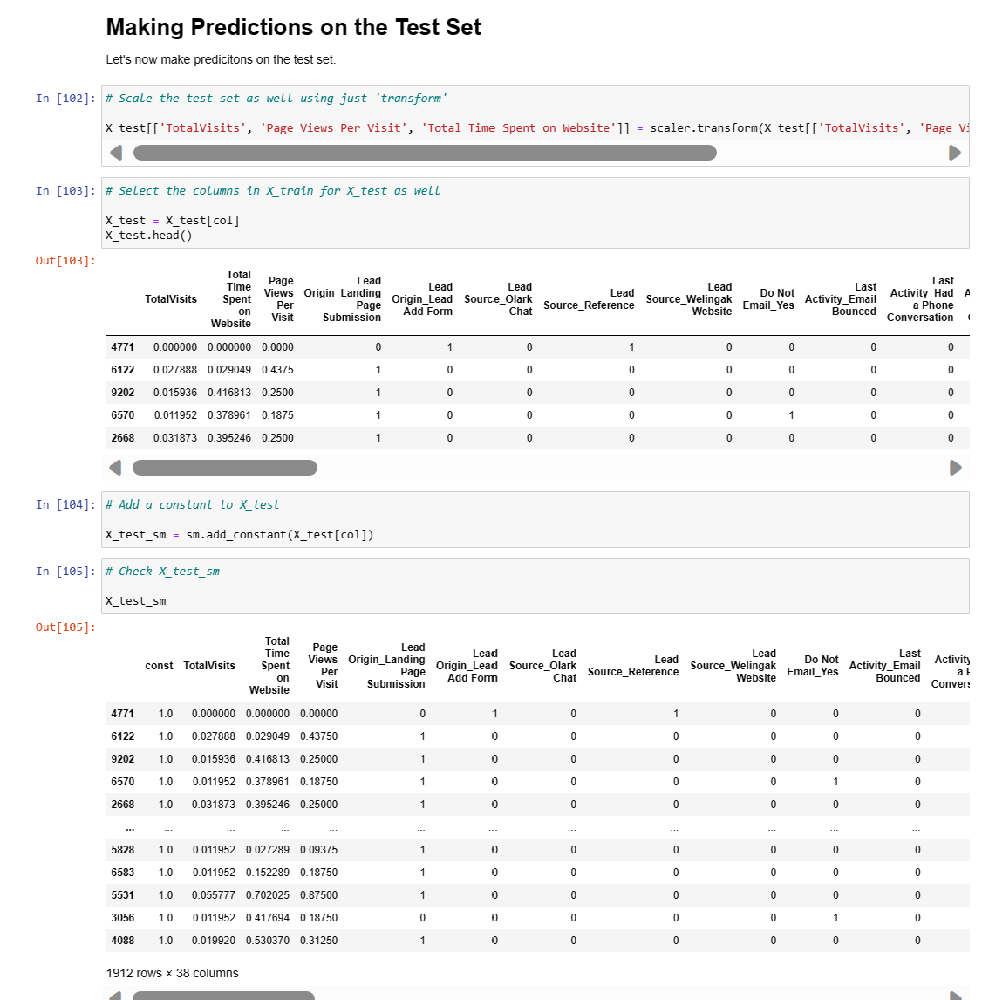 Making Predictions on the Test Set
Let's now make predicitons on the test set.
In [102]: # Scale the test set as well using just 'transform'
X_test[['TotalVisits', 'Page Views Per Visit', 'Total Time Spent on Website']] = scaler.transform(X_test[['TotalVisits', 'Page Vi
In [103]: # Select the columns in X_train for X_test as well
X_test = X_test[col]
X_test.head()
Out[103]:
TotalVisits Total Time Spent on Website Page Views Per Visit Lead Origin_Landing Page Submission Lead Origin_Lead Add Form Lead Source_Olark Chat Lead Source_Reference Lead Source_Welingak Website Do Not Email_Yes Last Activity_Email Bounced Last Activity_Had a Phone Conversation
4771 0.000000 0.000000 0.0000 0 1 0 1 0 0 0 0
6122 0.027888 0.029049 0.4375 1 0 0 0 0 0 0 0
9202 0.015936 0.416813 0.2500 1 0 0 0 0 0 0 0
6570 0.011952 0.378961 0.1875 1 0 0 0 0 1 0 0
2668 0.031873 0.395246 0.2500 1 0 0 0 0 0 0 0
In [104]: # Add a constant to X_test
X_test_sm = sm.add_constant(X_test[col])
In [105]: # Check X_test_sm
X_test_sm
Out[105]:
const TotalVisits Total Time Spent on Website Page Views Per Visit Lead Origin_Landing Page Submission Lead Origin_Lead Add Form Lead Source_Olark Chat Lead Source_Reference Lead Source_Welingak Website Do Not Email_Yes Last Activity_Email Bounced Activity
4771 1.0 0.000000 0.000000 0.00000 0 1 0 1 0 0 0
6122 1.0 0.027888 0.029049 0.43750 1 0 0 0 0 0 0
9202 1.0 0.015936 0.416813 0.25000 1 0 0 0 0 0 0
6570 1.0 0.011952 0.378961 0.18750 1 0 0 0 0 1 0
2668 1.0 0.031873 0.395246 0.25000 1 0 0 0 0 0 0
... ... ... ... ... ... ... ... ... ... ... ...
5828 1.0 0.011952 0.027289 0.09375 1 0 0 0 0 0 0
6583 1.0 0.011952 0.152289 0.18750 1 0 0 0 0 0 0
5531 1.0 0.055777 0.702025 0.87500 1 0 0 0 0 0 0
3056 1.0 0.011952 0.417694 0.18750 0 0 0 0 0 1 0
4088 1.0 0.019920 0.530370 0.31250 1 0 0 0 0 0 0
1912 rows × 38 columns